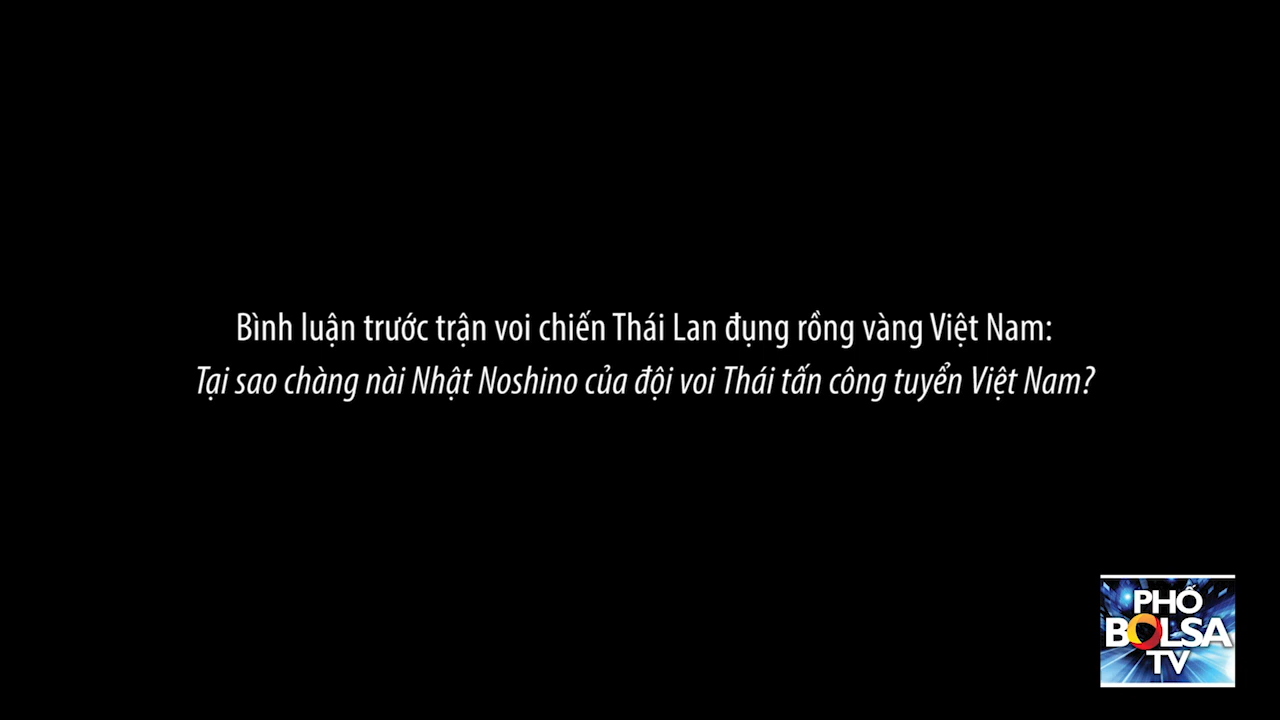 Bình luận trước trận voi chiến Thái Lan đụng rồng vàng Việt Nam:
Tại sao chàng nài Nhật Noshino của đội voi Thái tấn công tuyển Việt Nam?
PHỐ
BOLSA
TV